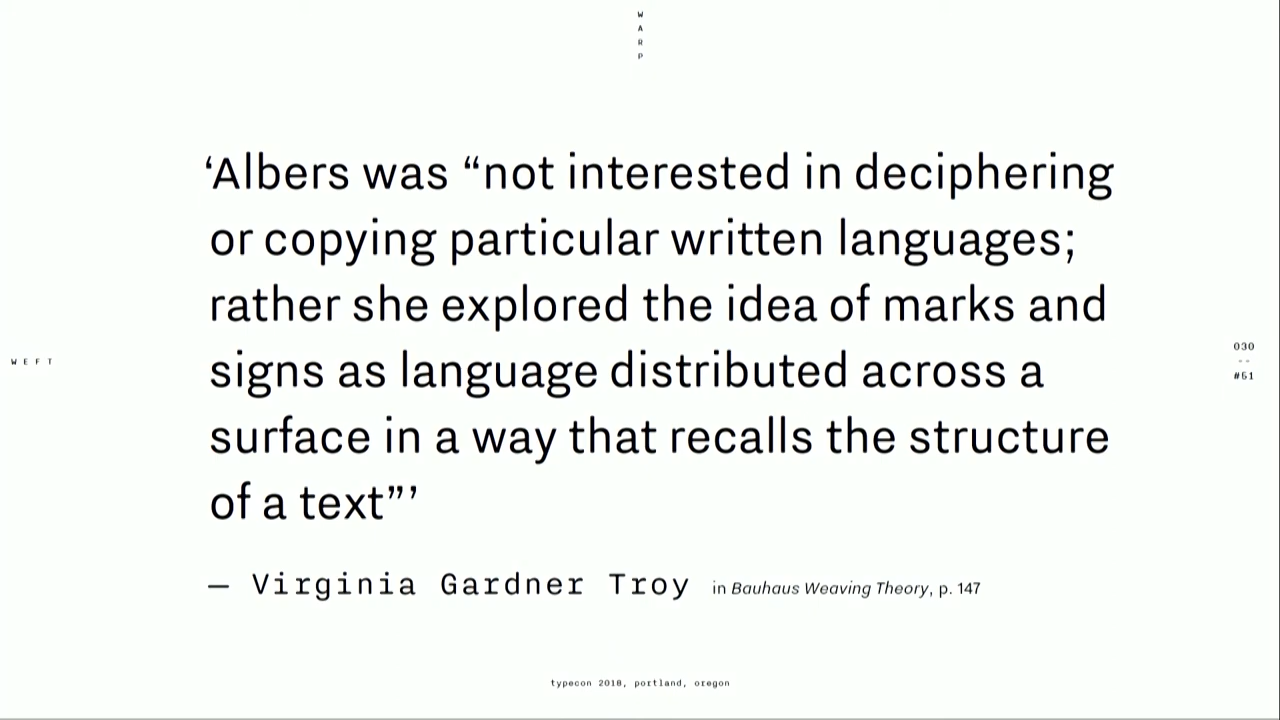 WARP
‘Albers was “not interested in deciphering
or copying particular written languages;
rather she explored the idea of marks and
signs as language distributed across a
surface in a way that recalls the structure
of a text”’
— Virginia Gardner Troy in Bauhaus Weaving Theory, p. 147
WEFT
030
--
#51
typecon 2018, portland, oregon